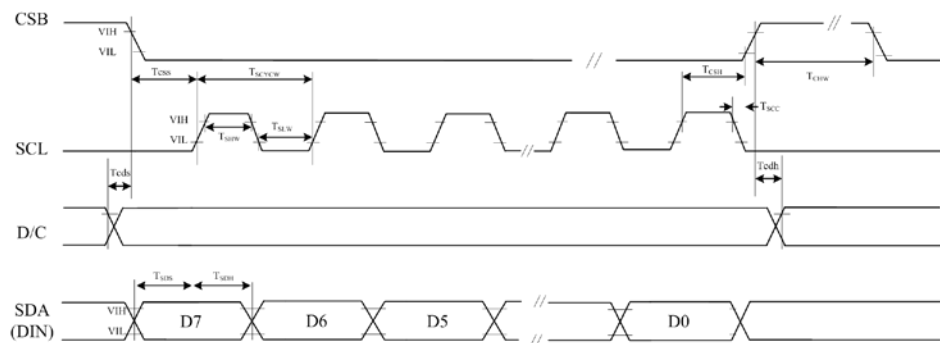 CSB
VIH
VIL
Tcss
TSCYCW
TCSH
TCHW
TSCC
VIH
VIL
TSHW
TSLW
SCL
Tcds
Tcdh
D/C
TSDS
TSDH
SDA
(DIN)
VIH
VIL
D7
D6
D5
D0